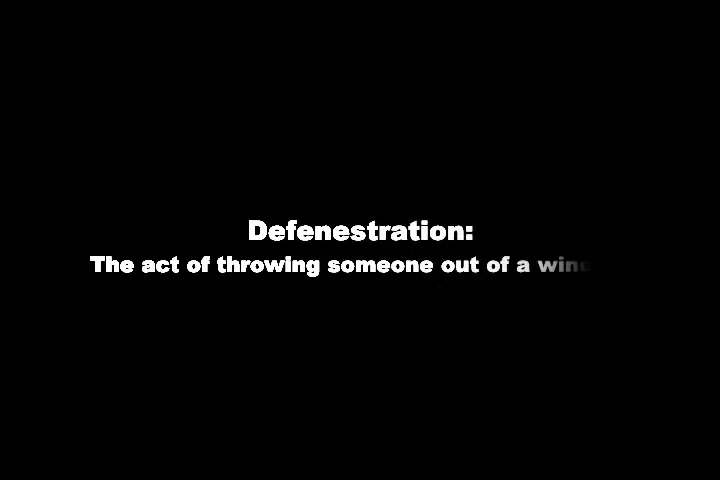 Defenestration:
The act of throwing someone out of a